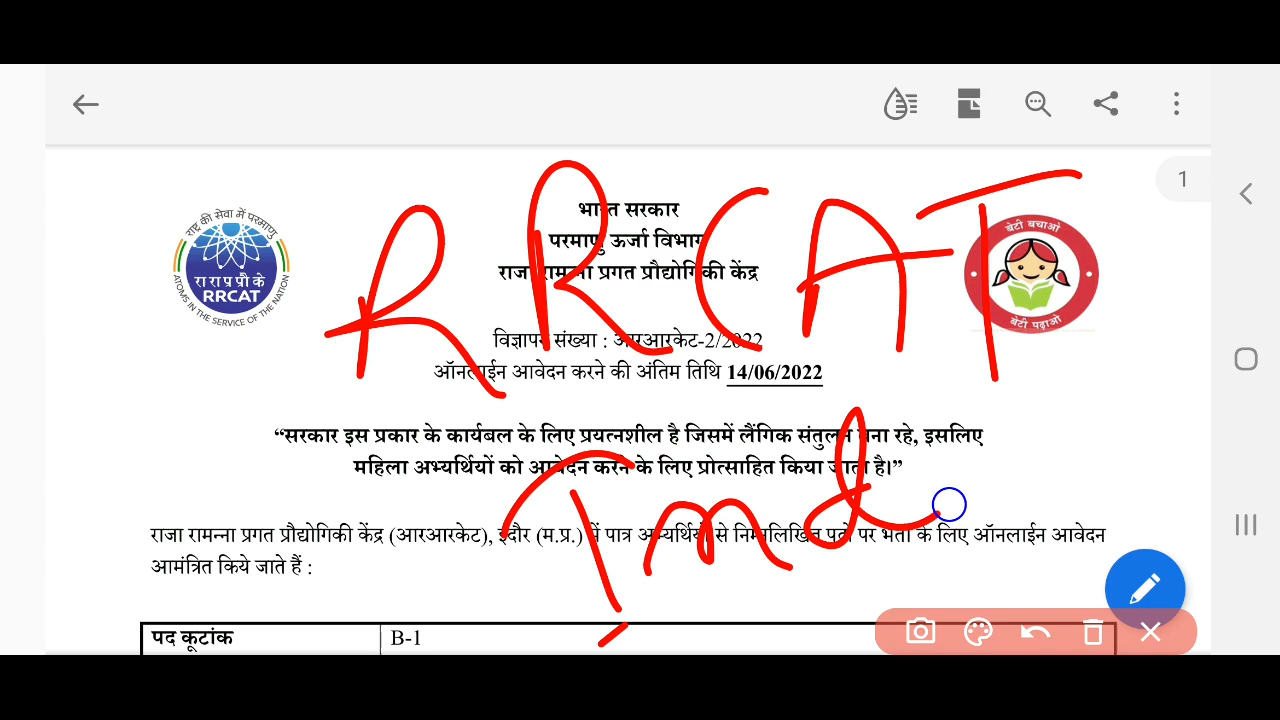 1
राष्ट्र की सेवा में परमाणु
रा रा प्र प्रौ के
RRCAT
ATOMS IN THE SERVICE OF THE NATION
भारत सरकार
परमाणु ऊर्जा विभाग
राजा रामन्ना प्रगत प्रौद्योगिकी केंद्र
बेटी बचाओ
बेटी पढ़ाओ
RRCAT
विज्ञापन संख्या : आरआरकेट-2/2022
ऑनलाईन आवेदन करने की अंतिम तिथि 14/06/2022
“सरकार इस प्रकार के कार्यबल के लिए प्रयत्नशील है जिसमें लैंगिक संतुलन बना रहे, इसलिए
महिला अभ्यर्थियों को आवेदन करने के लिए प्रोत्साहित किया जाता है।”
Ind
राजा रामन्ना प्रगत प्रौद्योगिकी केंद्र (आरआरकेट), इंदौर (म.प्र.) में पात्र अभ्यर्थियों से निम्नलिखित पदों पर भर्ती के लिए ऑनलाईन आवेदन
आमंत्रित किये जाते हैं :
पद कूटांक B-1